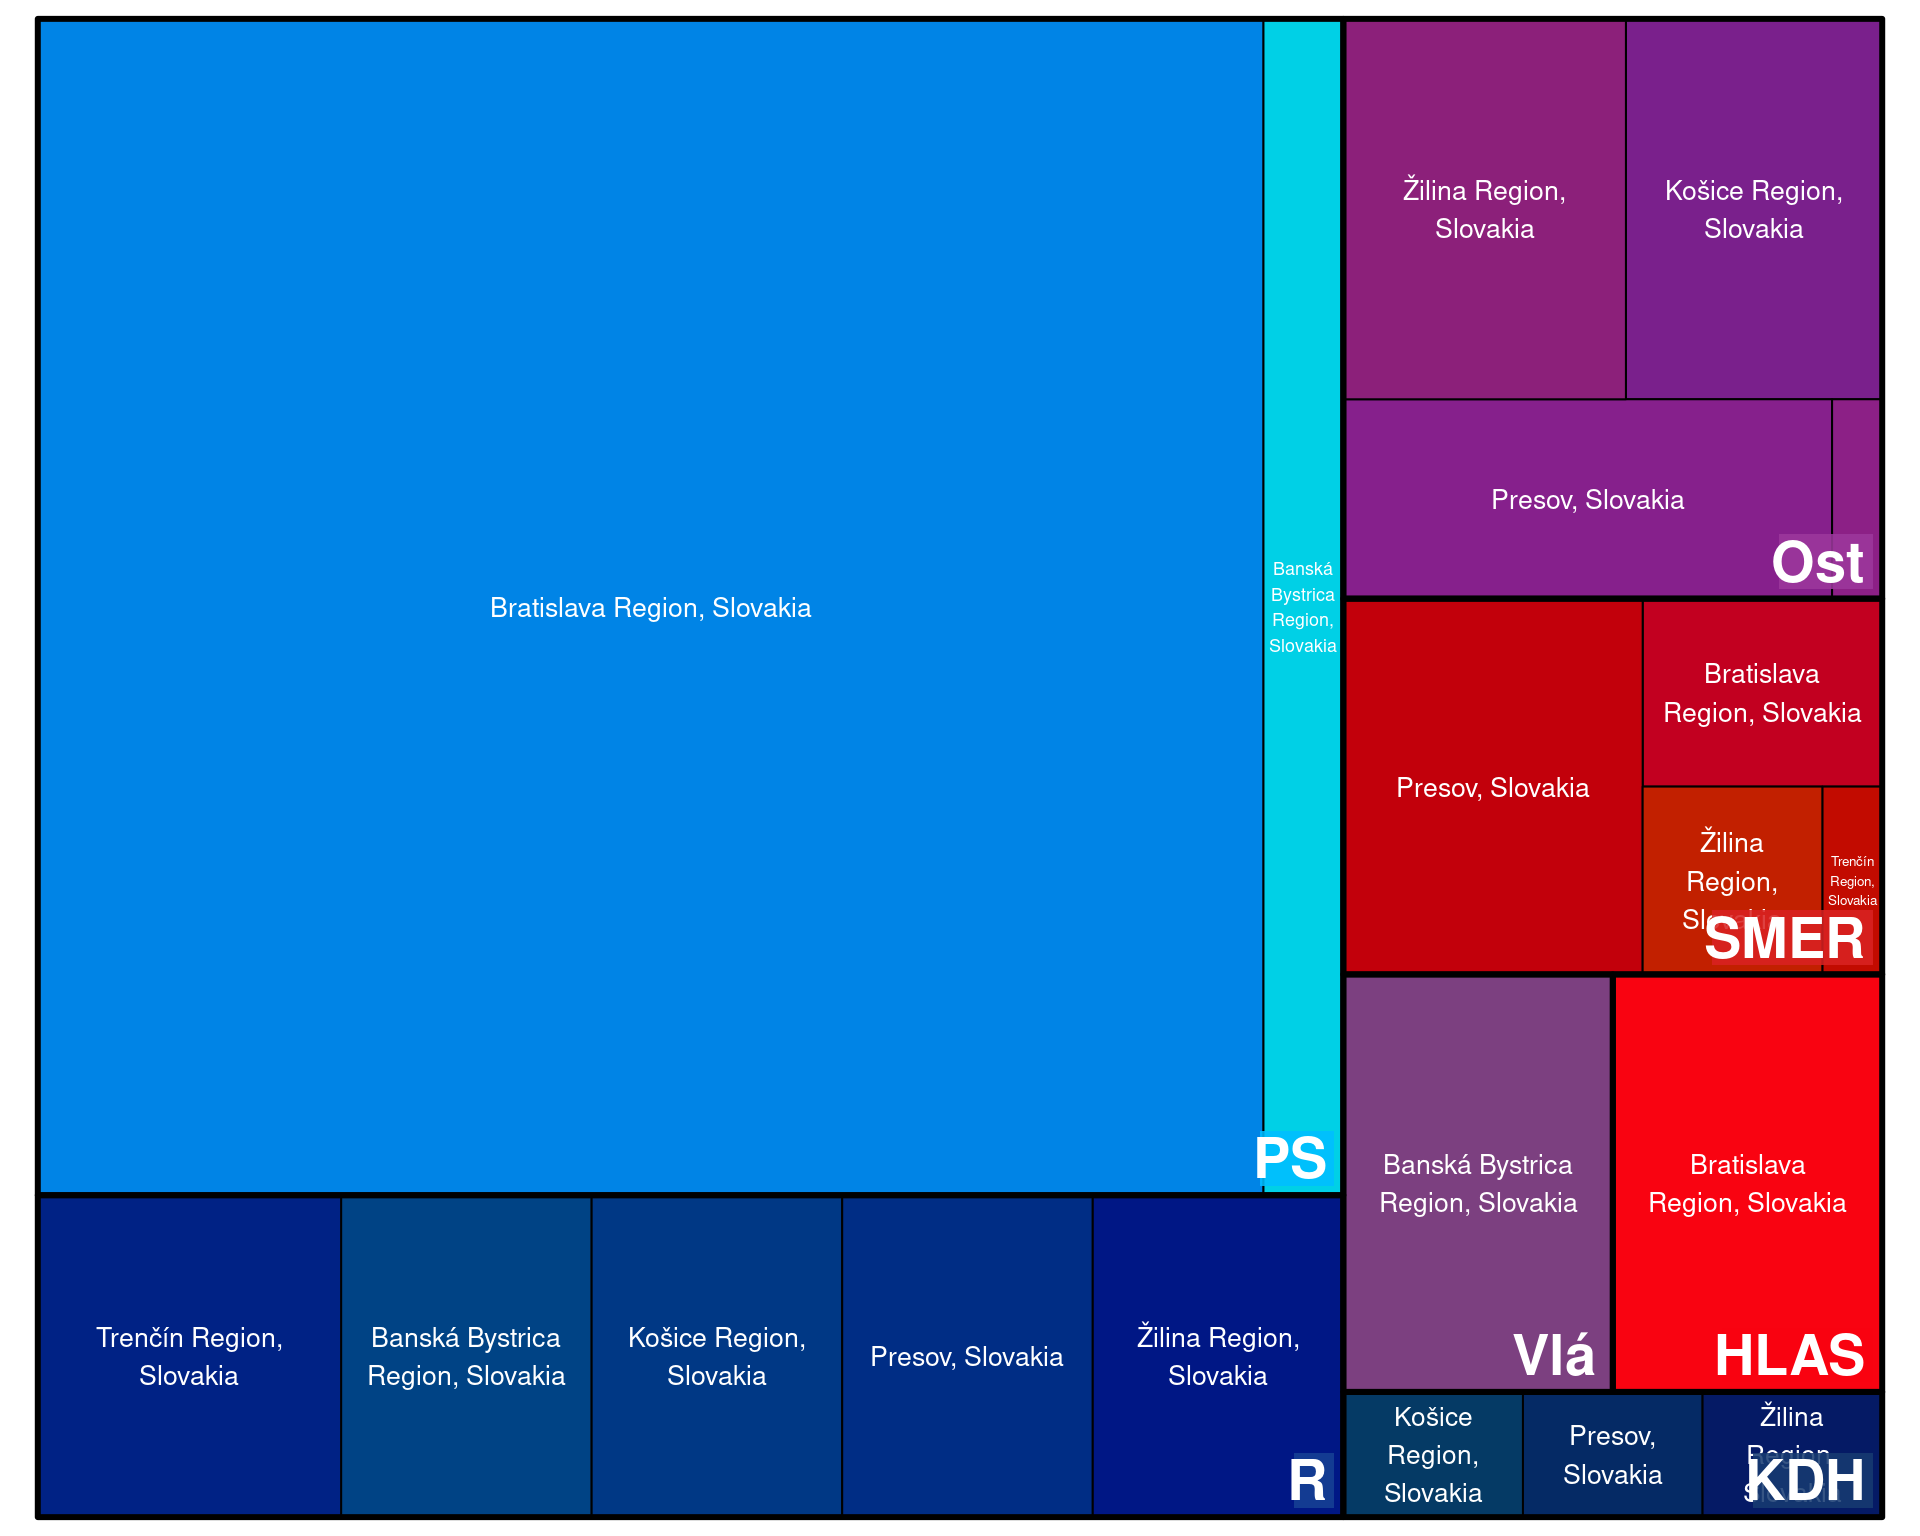 Bratislava Region, Slovakia
Banská
Bystrica
Region,
Slovakia
PS
Trenčín Region,
Slovakia
Banská Bystrica
Region, Slovakia
Košice Region,
Slovakia
Presov, Slovakia
Žilina Region,
Slovakia
R
Žilina Region,
Slovakia
Košice Region,
Slovakia
Presov, Slovakia
Ost
Presov, Slovakia
Bratislava
Region, Slovakia
Žilina
Region,
Slovakia
Trenčín
Region,
Slovakia
SMER
Banská Bystrica
Region, Slovakia
Vlá
Bratislava
Region, Slovakia
HLAS
Košice
Region,
Slovakia
Presov,
Slovakia
Žilina
Region,
Slovakia
KDH